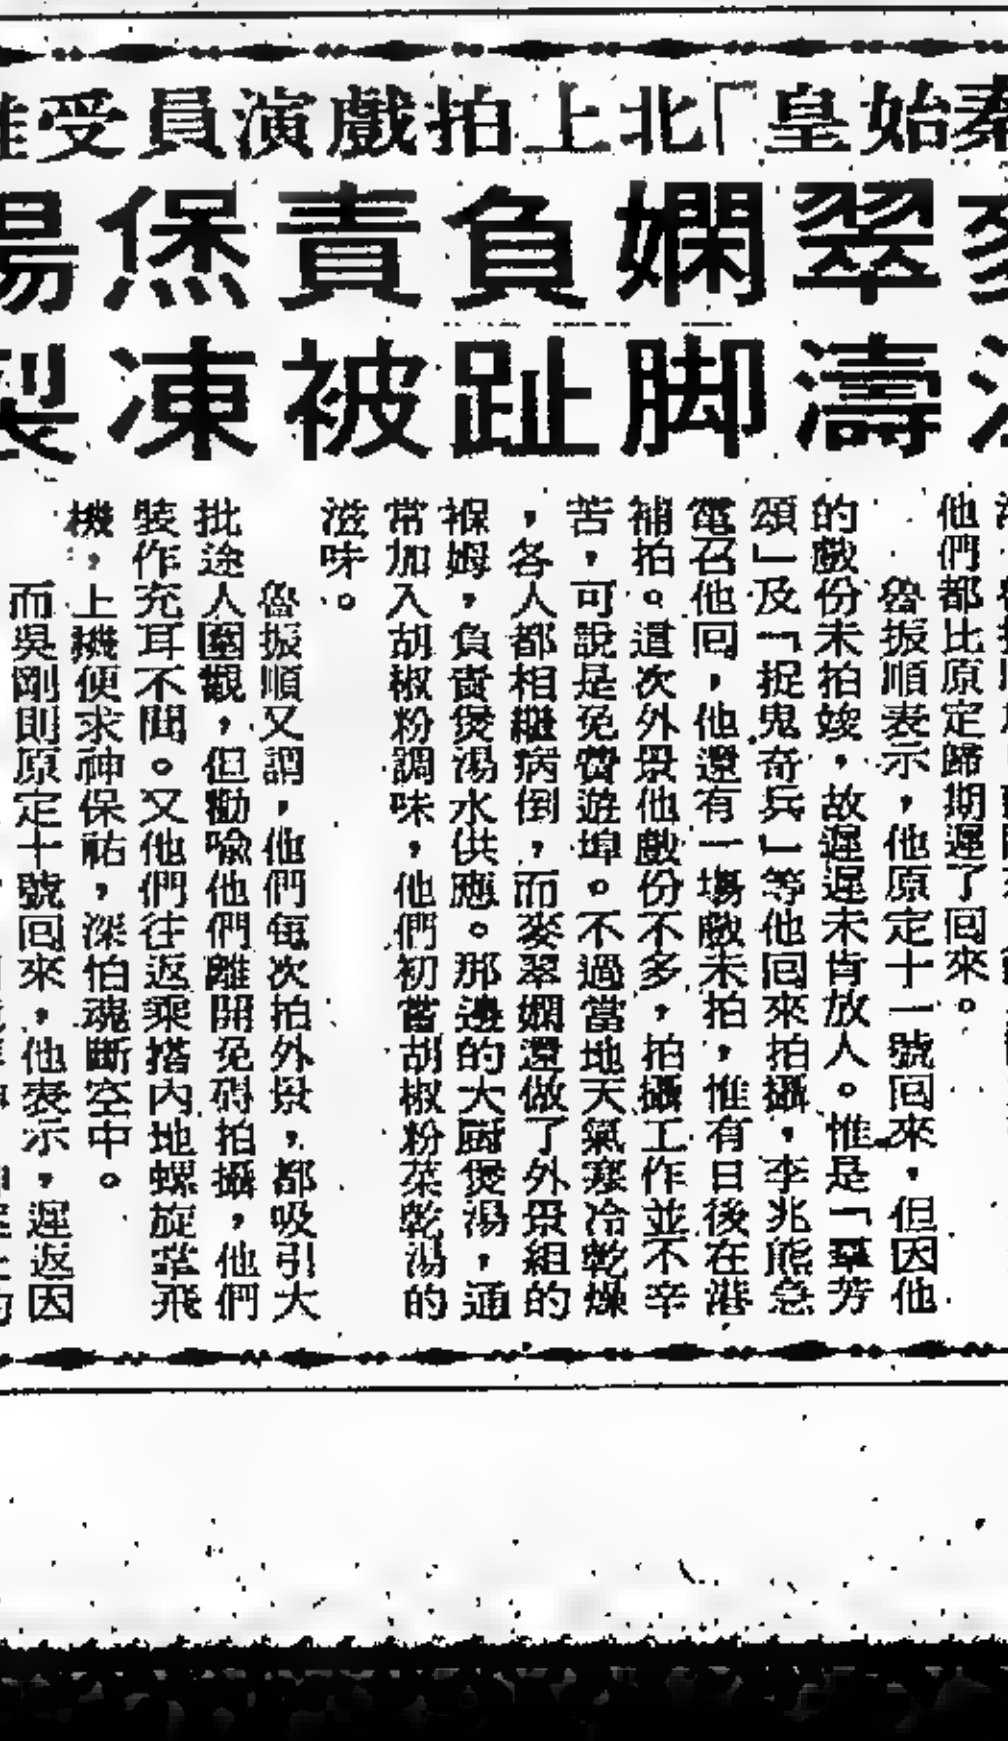 秦始皇「北上拍戲演員受
翠嫻負責煲湯
濤脚趾被凍裂
他們都比原定歸期遲了回來。
魯振順表示，他原定十一號回來，但因他
的戲份未拍竣，故遲遲未肯放人。惟是「羣芳
頌」及「捉鬼奇兵」等他回來拍攝，李兆熊急
電召他回，他還有一塲戲未拍，惟有日後在港
補拍。這次外景他戲份不多，拍攝工作並不辛
苦，可說是免費遊埠。不過當地天氣寒冷乾燥
，各人都相繼病倒，而麥翠嫻還做了外景組的
褓姆，負責煲湯水供應。那邊的大厨煲湯，通
常加入胡椒粉調味，他們初嘗胡椒粉菜乾湯的
滋味。
魯振順又謂，他們每次拍外景，都吸引大
批途人圍觀，但勸喩他們離開免碍拍攝，他們
裝作充耳不聞。又他們往返乘搭內地螺旋槳飛
機，上機便求神保祐，深怕魂斷空中。
而吳剛則原定十號回來，他表示，遲返因